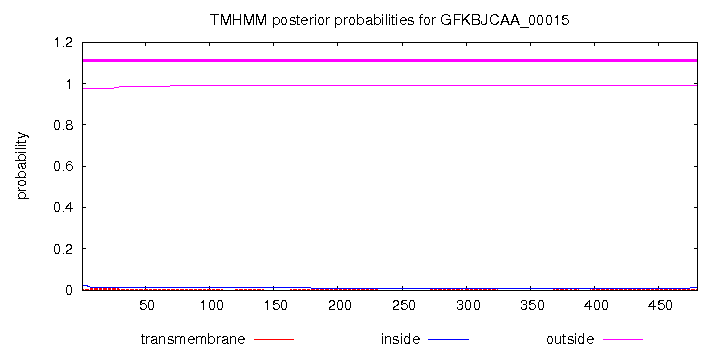 TMHMM posterior probabilities for GFKBJCAA_00015
1.2
1
0.8
0.6
0.4
0.2
0
probability
50 100 150 200 250 300 350 400 450
transmembrane inside outside